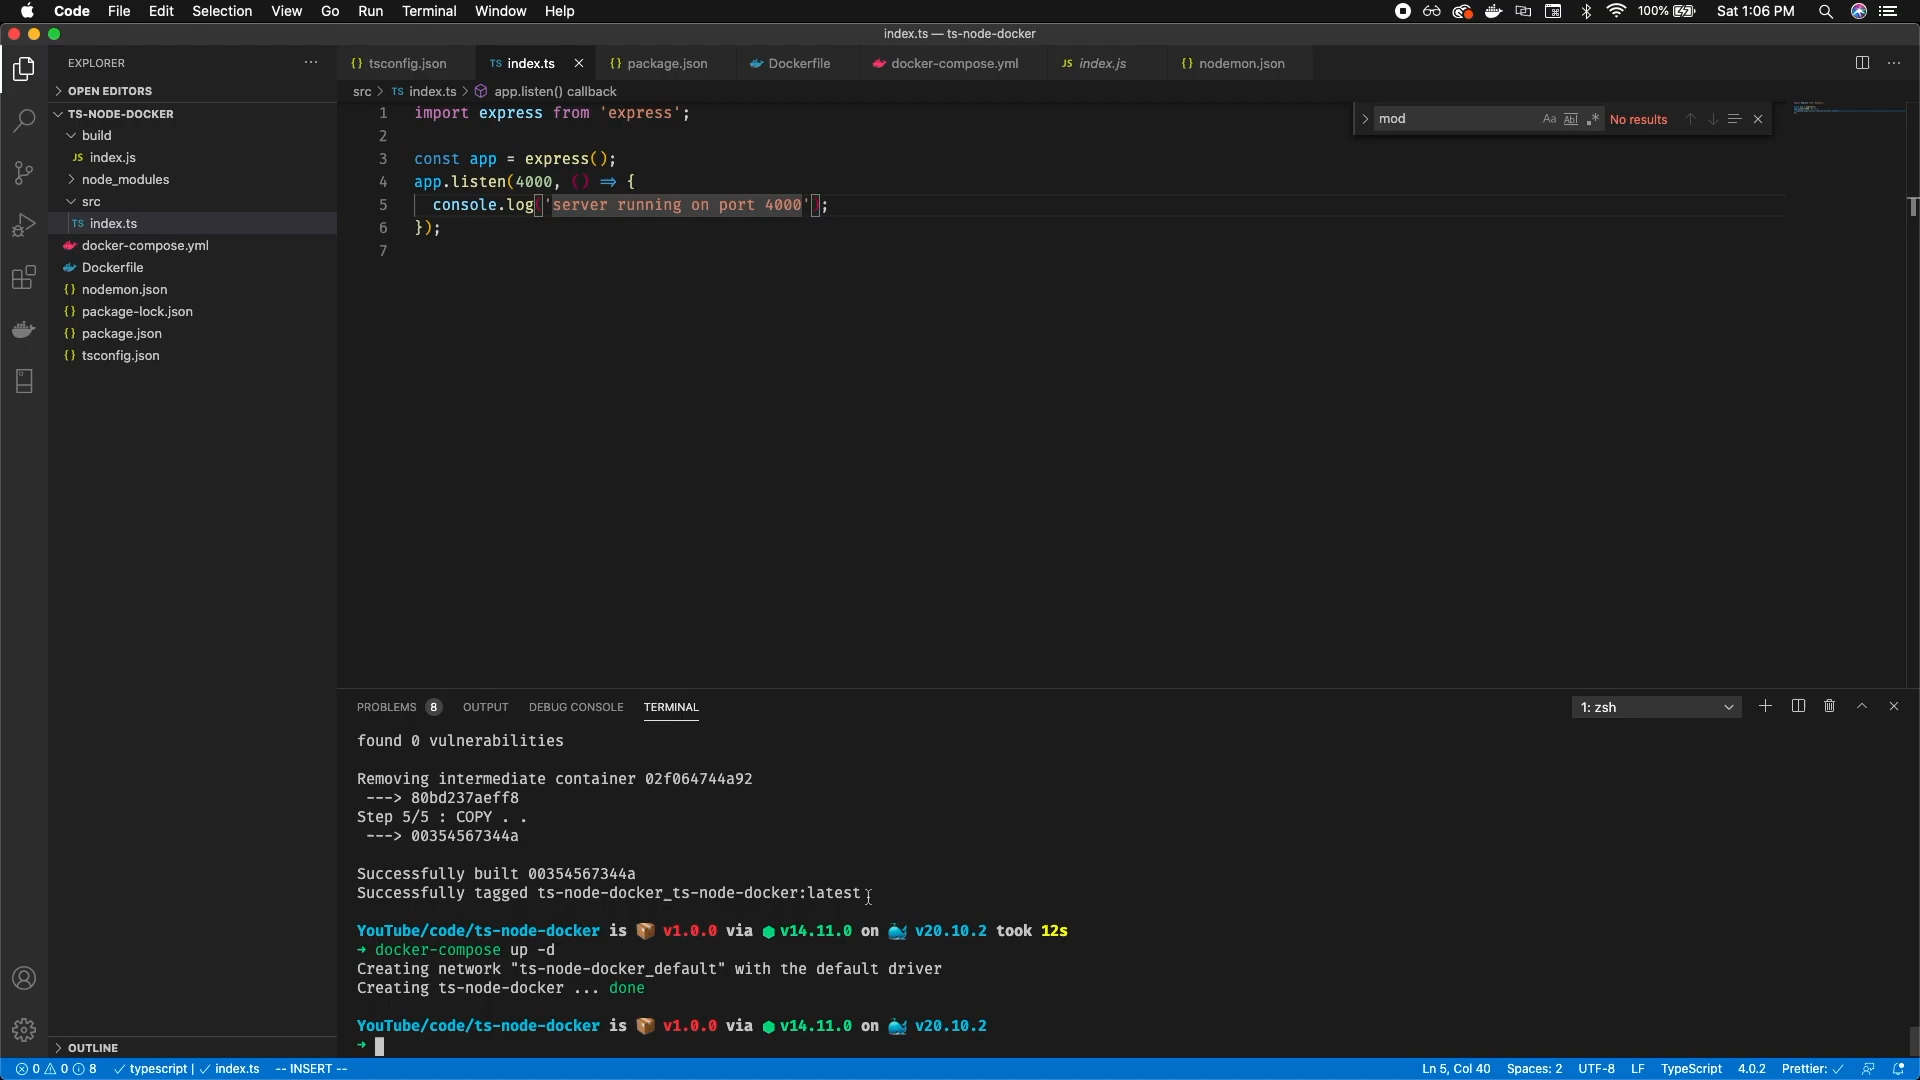 Code File Edit Selection View Go Run Terminal Window Help
100% Sat 1:06 PM
index.ts — ts-node-docker
EXPLORER
OPEN EDITORS
TS-NODE-DOCKER
build
JS index.js
node_modules
src
TS index.ts
docker-compose.yml
Dockerfile
{} nodemon.json
{} package-lock.json
{} package.json
{} tsconfig.json
OUTLINE
{} tsconfig.json TS index.ts {} package.json Dockerfile docker-compose.yml JS index.js {} nodemon.json
src > TS index.ts > app.listen() callback
mod Aa Abl .* No results
1 import express from 'express';
2
3 const app = express();
4 app.listen(4000, () ⇒ {
5 console.log('server running on port 4000');
6 });
7
PROBLEMS 8 OUTPUT DEBUG CONSOLE TERMINAL
1: zsh
found 0 vulnerabilities
Removing intermediate container 02f064744a92
---> 80bd237aeff8
Step 5/5 : COPY . .
---> 00354567344a
Successfully built 00354567344a
Successfully tagged ts-node-docker_ts-node-docker:latest
YouTube/code/ts-node-docker is 📦 v1.0.0 via ⬢ v14.11.0 on 🐳 v20.10.2 took 12s
➜ docker-compose up -d
Creating network "ts-node-docker_default" with the default driver
Creating ts-node-docker ... done
YouTube/code/ts-node-docker is 📦 v1.0.0 via ⬢ v14.11.0 on 🐳 v20.10.2
➜
0 0 8 ✓ typescript | ✓ index.ts -- INSERT --
Ln 5, Col 40 Spaces: 2 UTF-8 LF TypeScript 4.0.2 Prettier: ✓